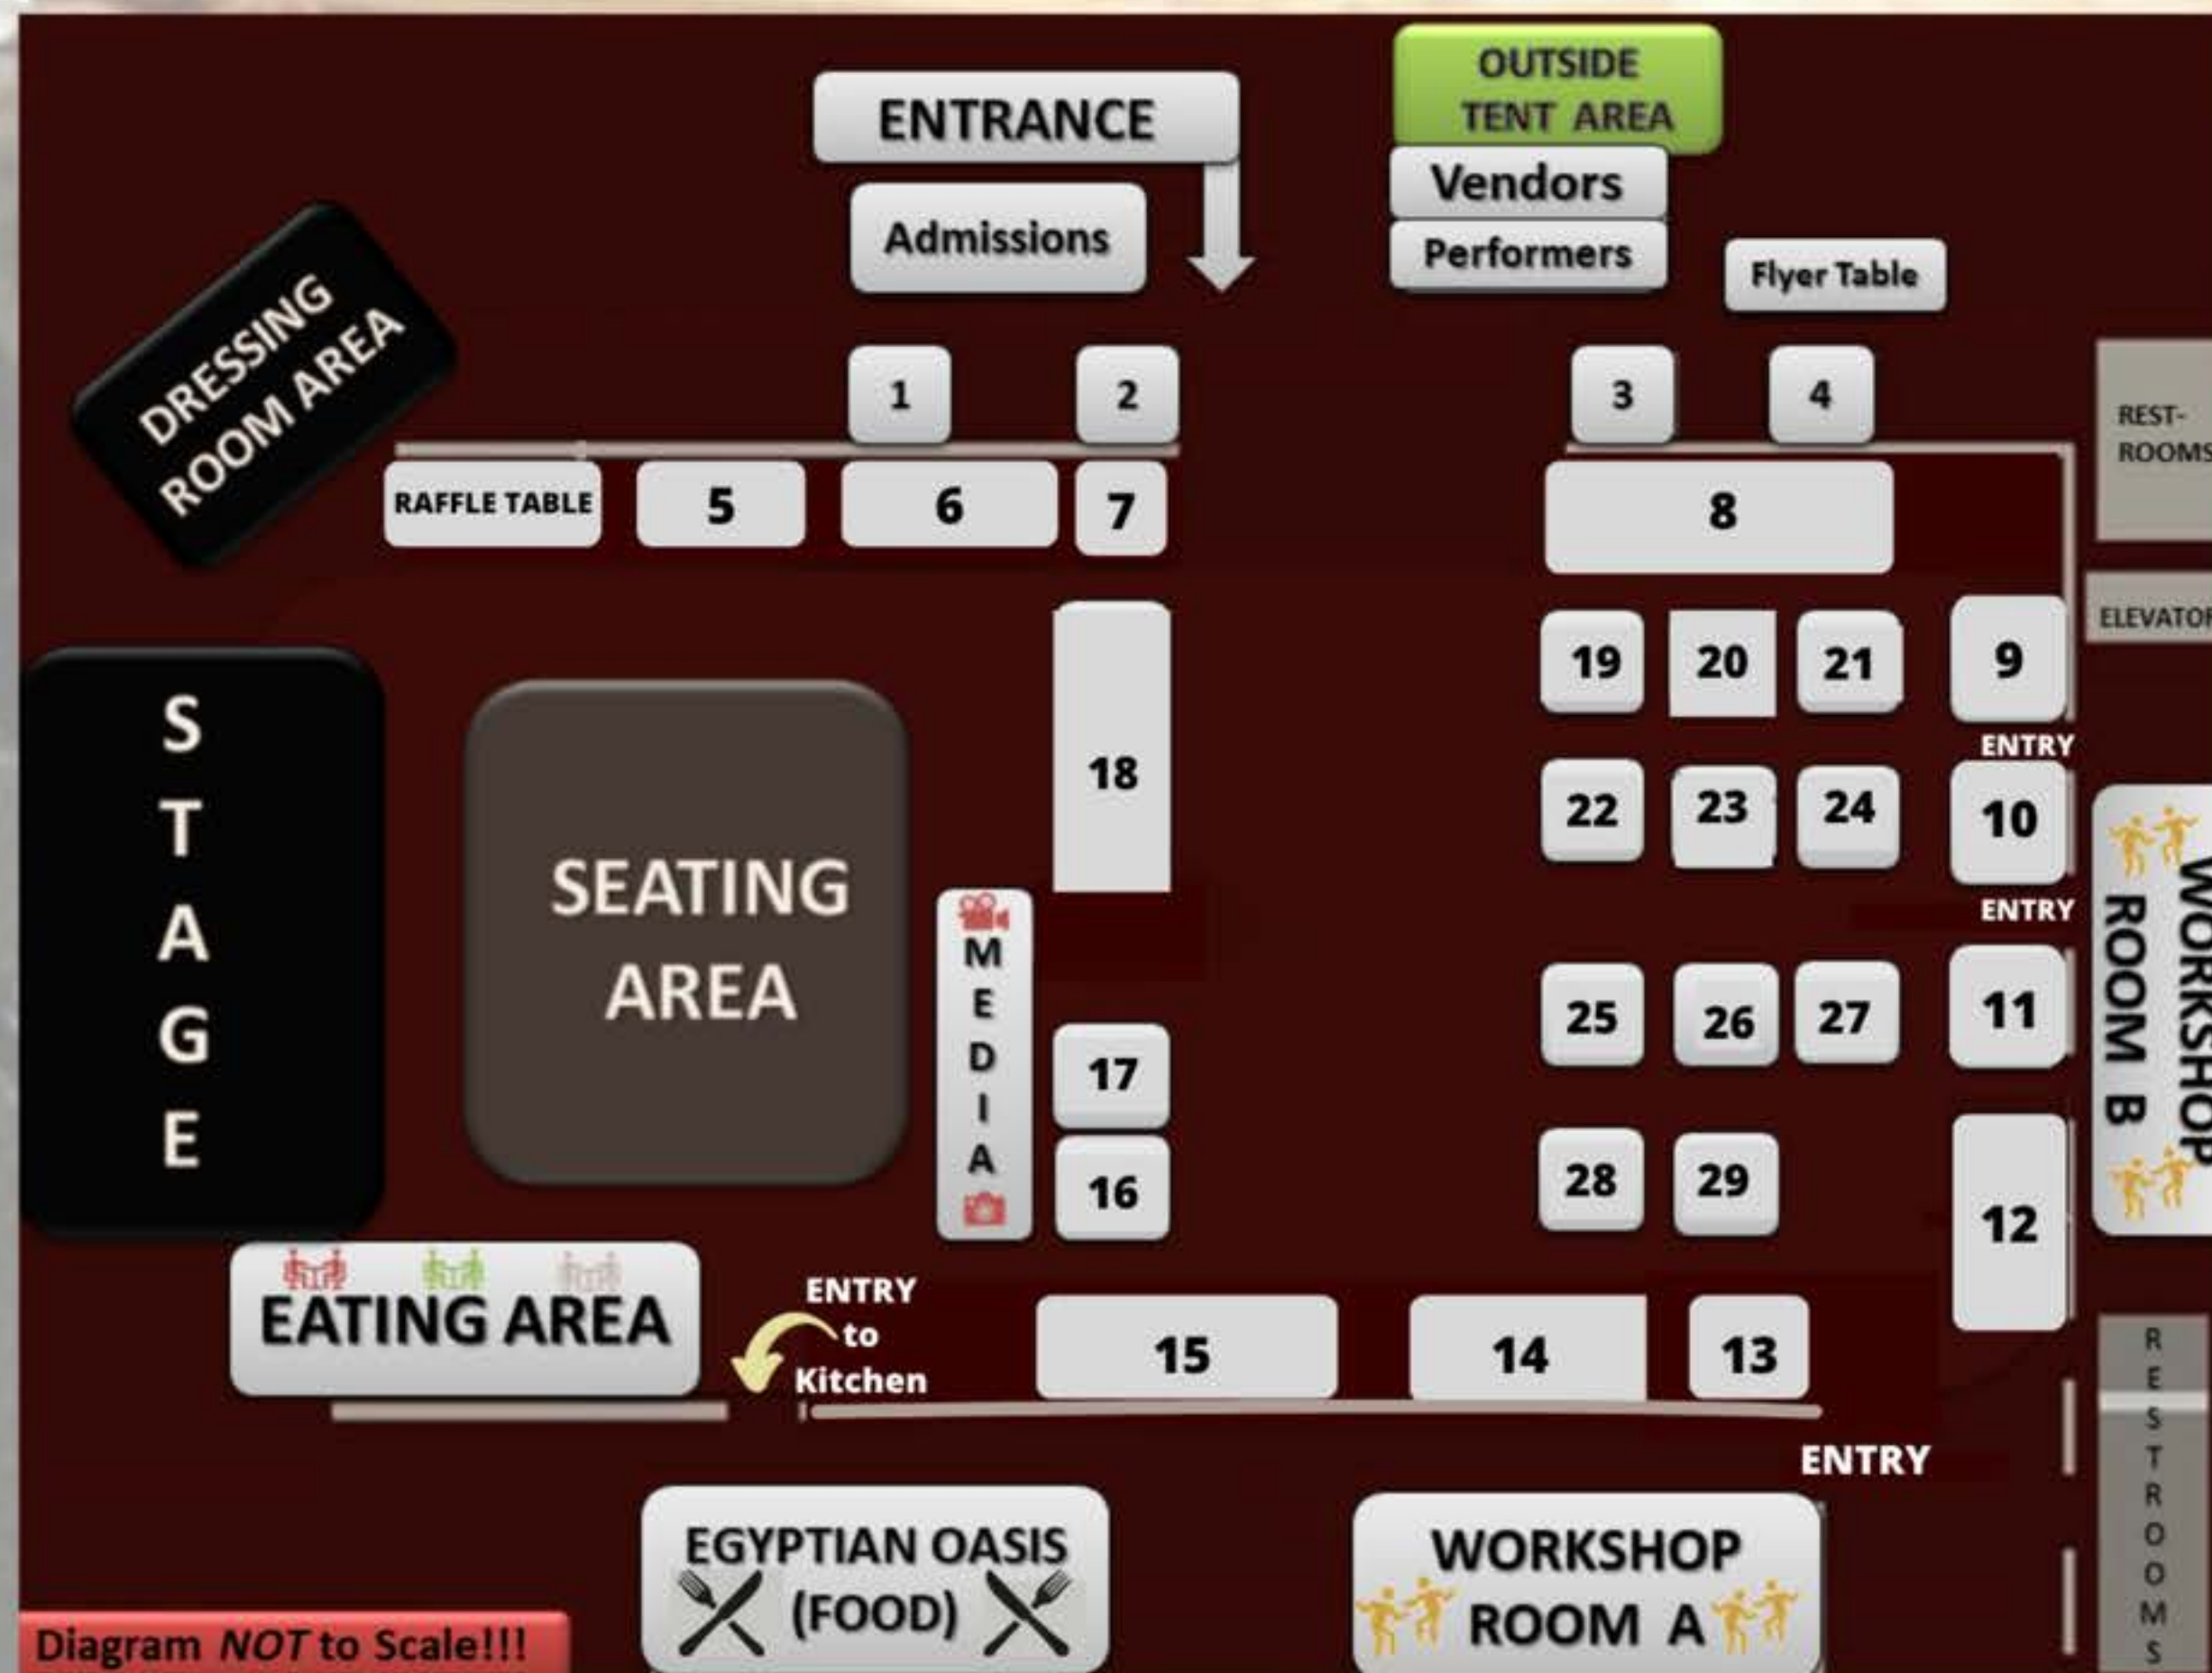 OUTSIDE
TENT AREA
ENTRANCE
Vendors
Admissions
Performers
Flyer Table
DRESSING
ROOM AREA
1
2
3
4
REST-
ROOMS
RAFFLE TABLE
5
6
7
8
ELEVATOR
19
20
21
9
STAGE
ENTRY
18
22
23
24
10
SEATING
AREA
ENTRY
WORKSHOP
ROOM B
MEDIA
17
25
26
27
11
16
28
29
12
EATING AREA
ENTRY
to
Kitchen
15
14
13
RESTROOMS
ENTRY
EGYPTIAN OASIS
(FOOD)
WORKSHOP
ROOM A
Diagram NOT to Scale!!!